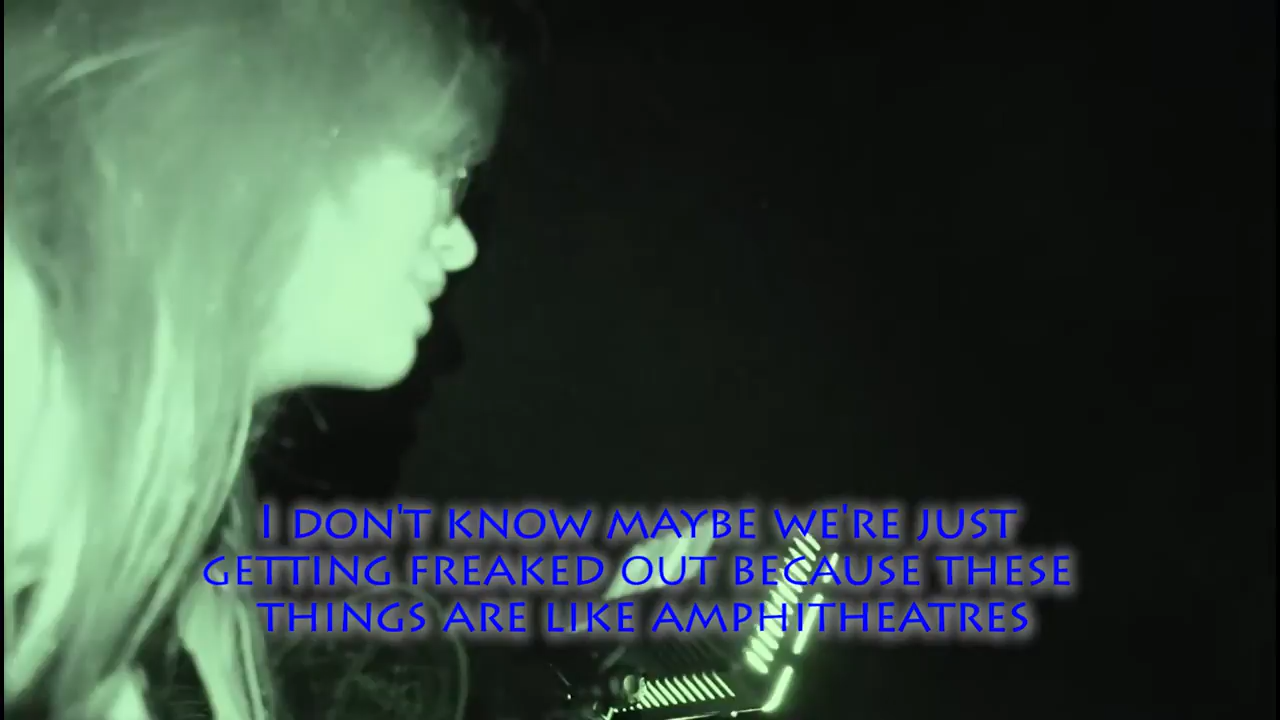 I DON'T KNOW MAYBE WE'RE JUST
GETTING FREAKED OUT BECAUSE THESE
THINGS ARE LIKE AMPHITHEATRES